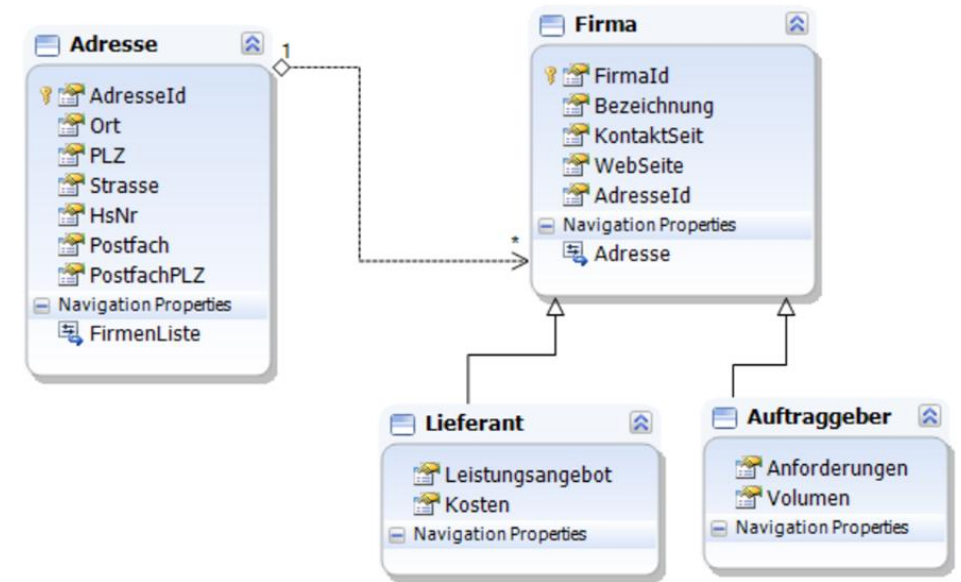 Adresse
AdresseId
Ort
PLZ
Strasse
HsNr
Postfach
PostfachPLZ
Navigation Properties
FirmenListe
1
*
Firma
FirmaId
Bezeichnung
KontaktSeit
WebSeite
AdresseId
Navigation Properties
Adresse
Lieferant
Leistungsangebot
Kosten
Navigation Properties
Auftraggeber
Anforderungen
Volumen
Navigation Properties